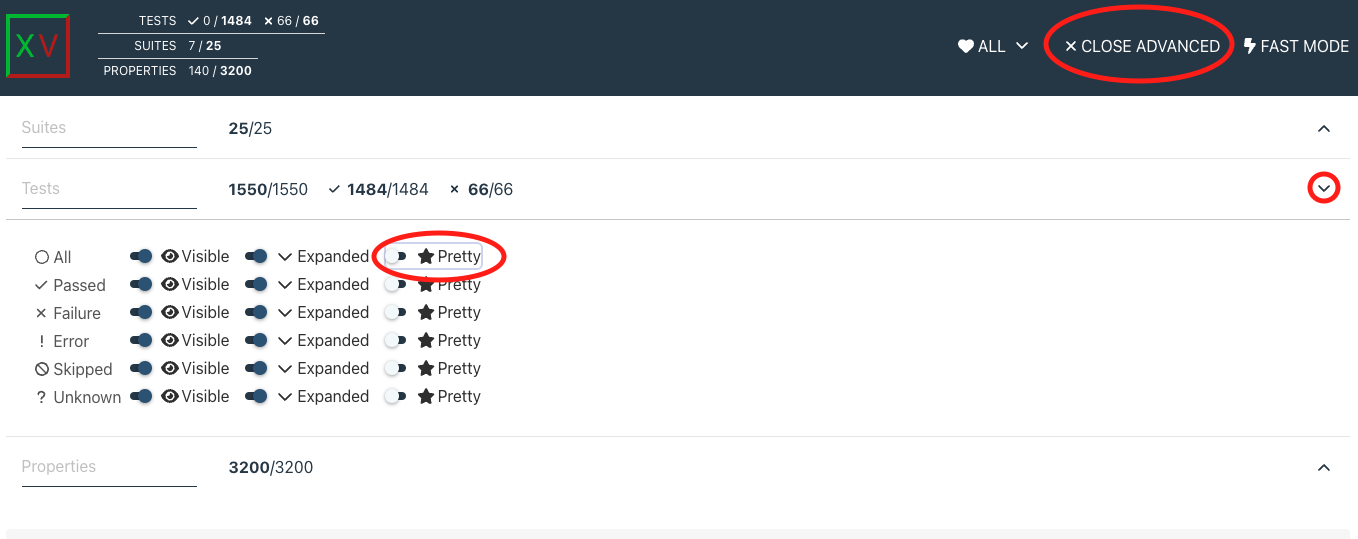 XV
TESTS 0 / 1484 66 / 66
SUITES 7 / 25
PROPERTIES 140 / 3200
ALL CLOSE ADVANCED FAST MODE
Suites 25/25
Tests 1550/1550 1484/1484 66/66
All Visible Expanded Pretty
Passed Visible Expanded Pretty
Failure Visible Expanded Pretty
! Error Visible Expanded Pretty
Skipped Visible Expanded Pretty
? Unknown Visible Expanded Pretty
Properties 3200/3200